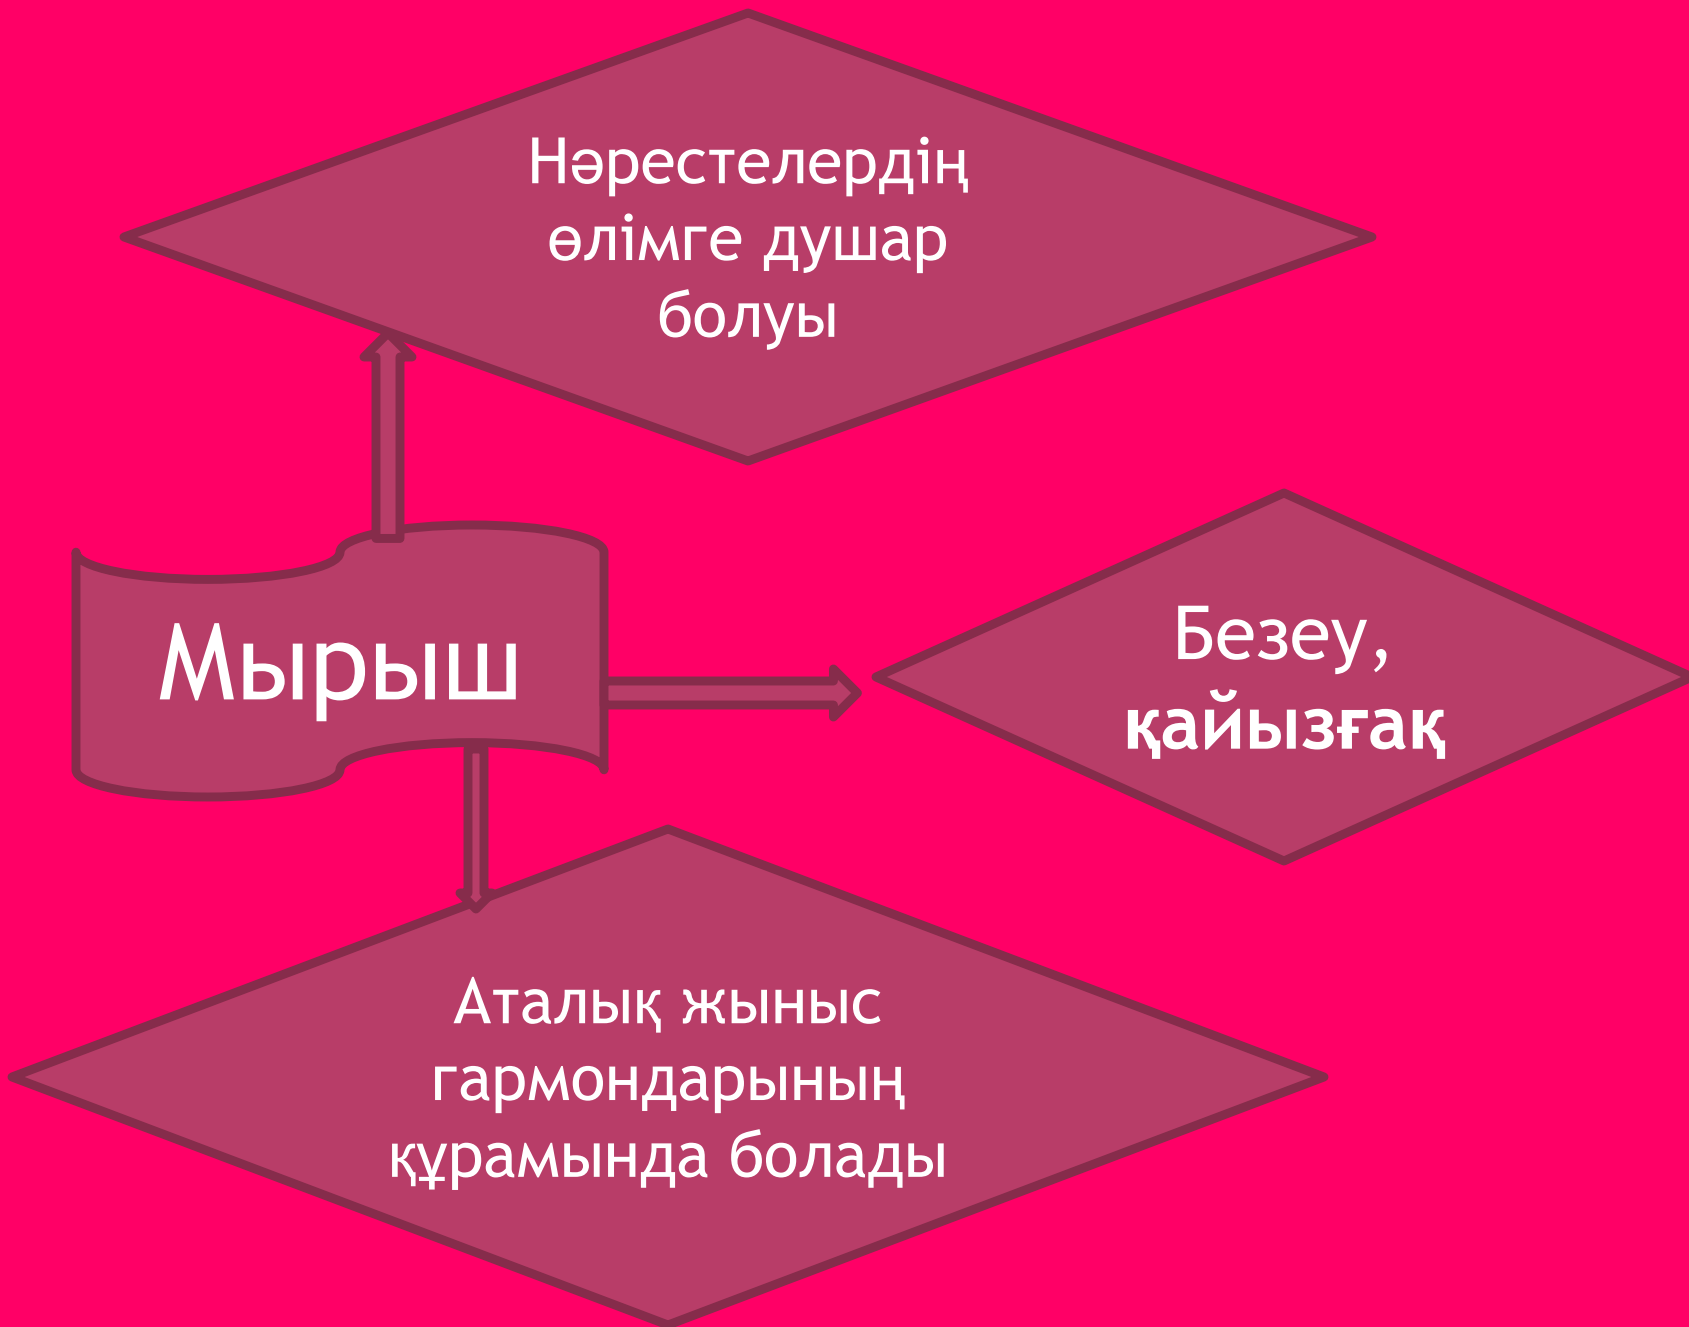 Нәрестелердің
өлімге душар
болуы
Мырыш
Безеу,
қайызғақ
Аталық жыныс
гармондарының
құрамында болады